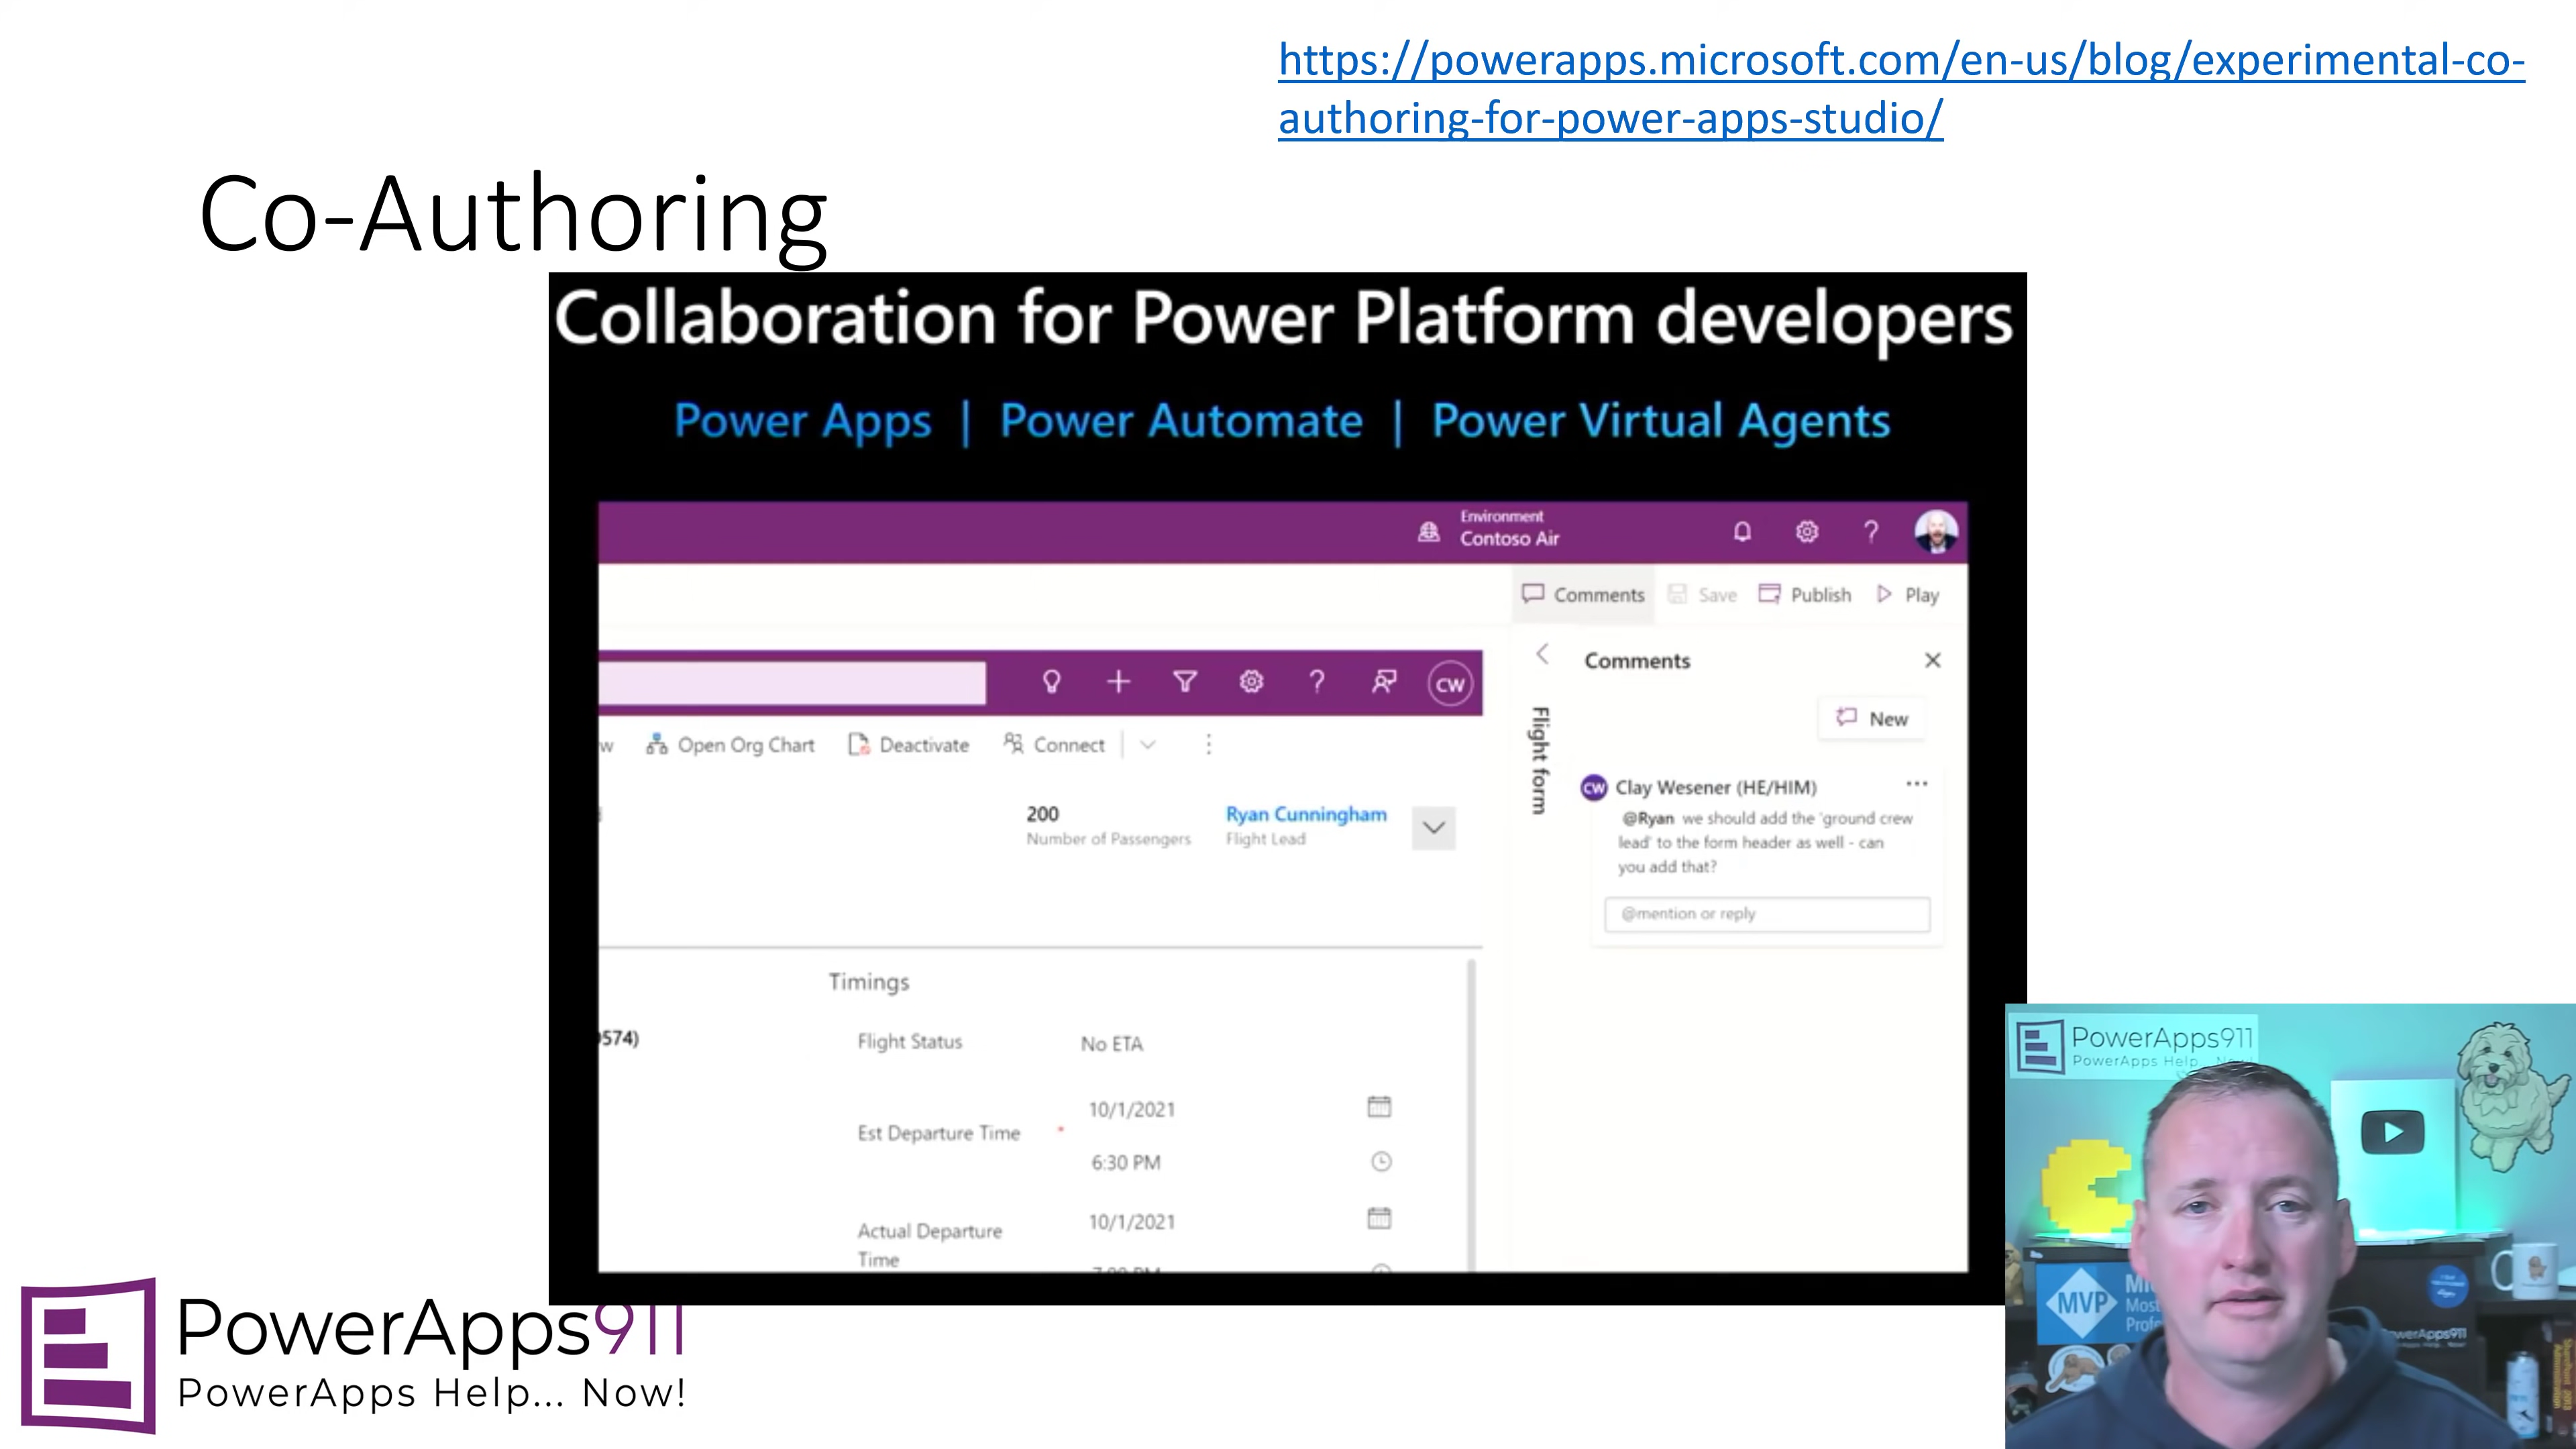 https://powerapps.microsoft.com/en-us/blog/experimental-co-
authoring-for-power-apps-studio/
Co-Authoring
Collaboration for Power Platform developers
Power Apps | Power Automate | Power Virtual Agents
Environment
Contoso Air
Comments Save Publish Play
Comments
New
CW
w Open Org Chart Deactivate Connect
200
Number of Passengers
Ryan Cunningham
Flight Lead
Flight form
CW Clay Wesener (HE/HIM)
@Ryan we should add the 'ground crew
lead' to the form header as well - can
you add that?
@mention or reply
Timings
574)
Flight Status No ETA
Est Departure Time * 10/1/2021
6:30 PM
Actual Departure
Time
10/1/2021
PowerApps911
PowerApps Help... Now!
PowerApps911
PowerApps Help...
MVP
Most
Profe